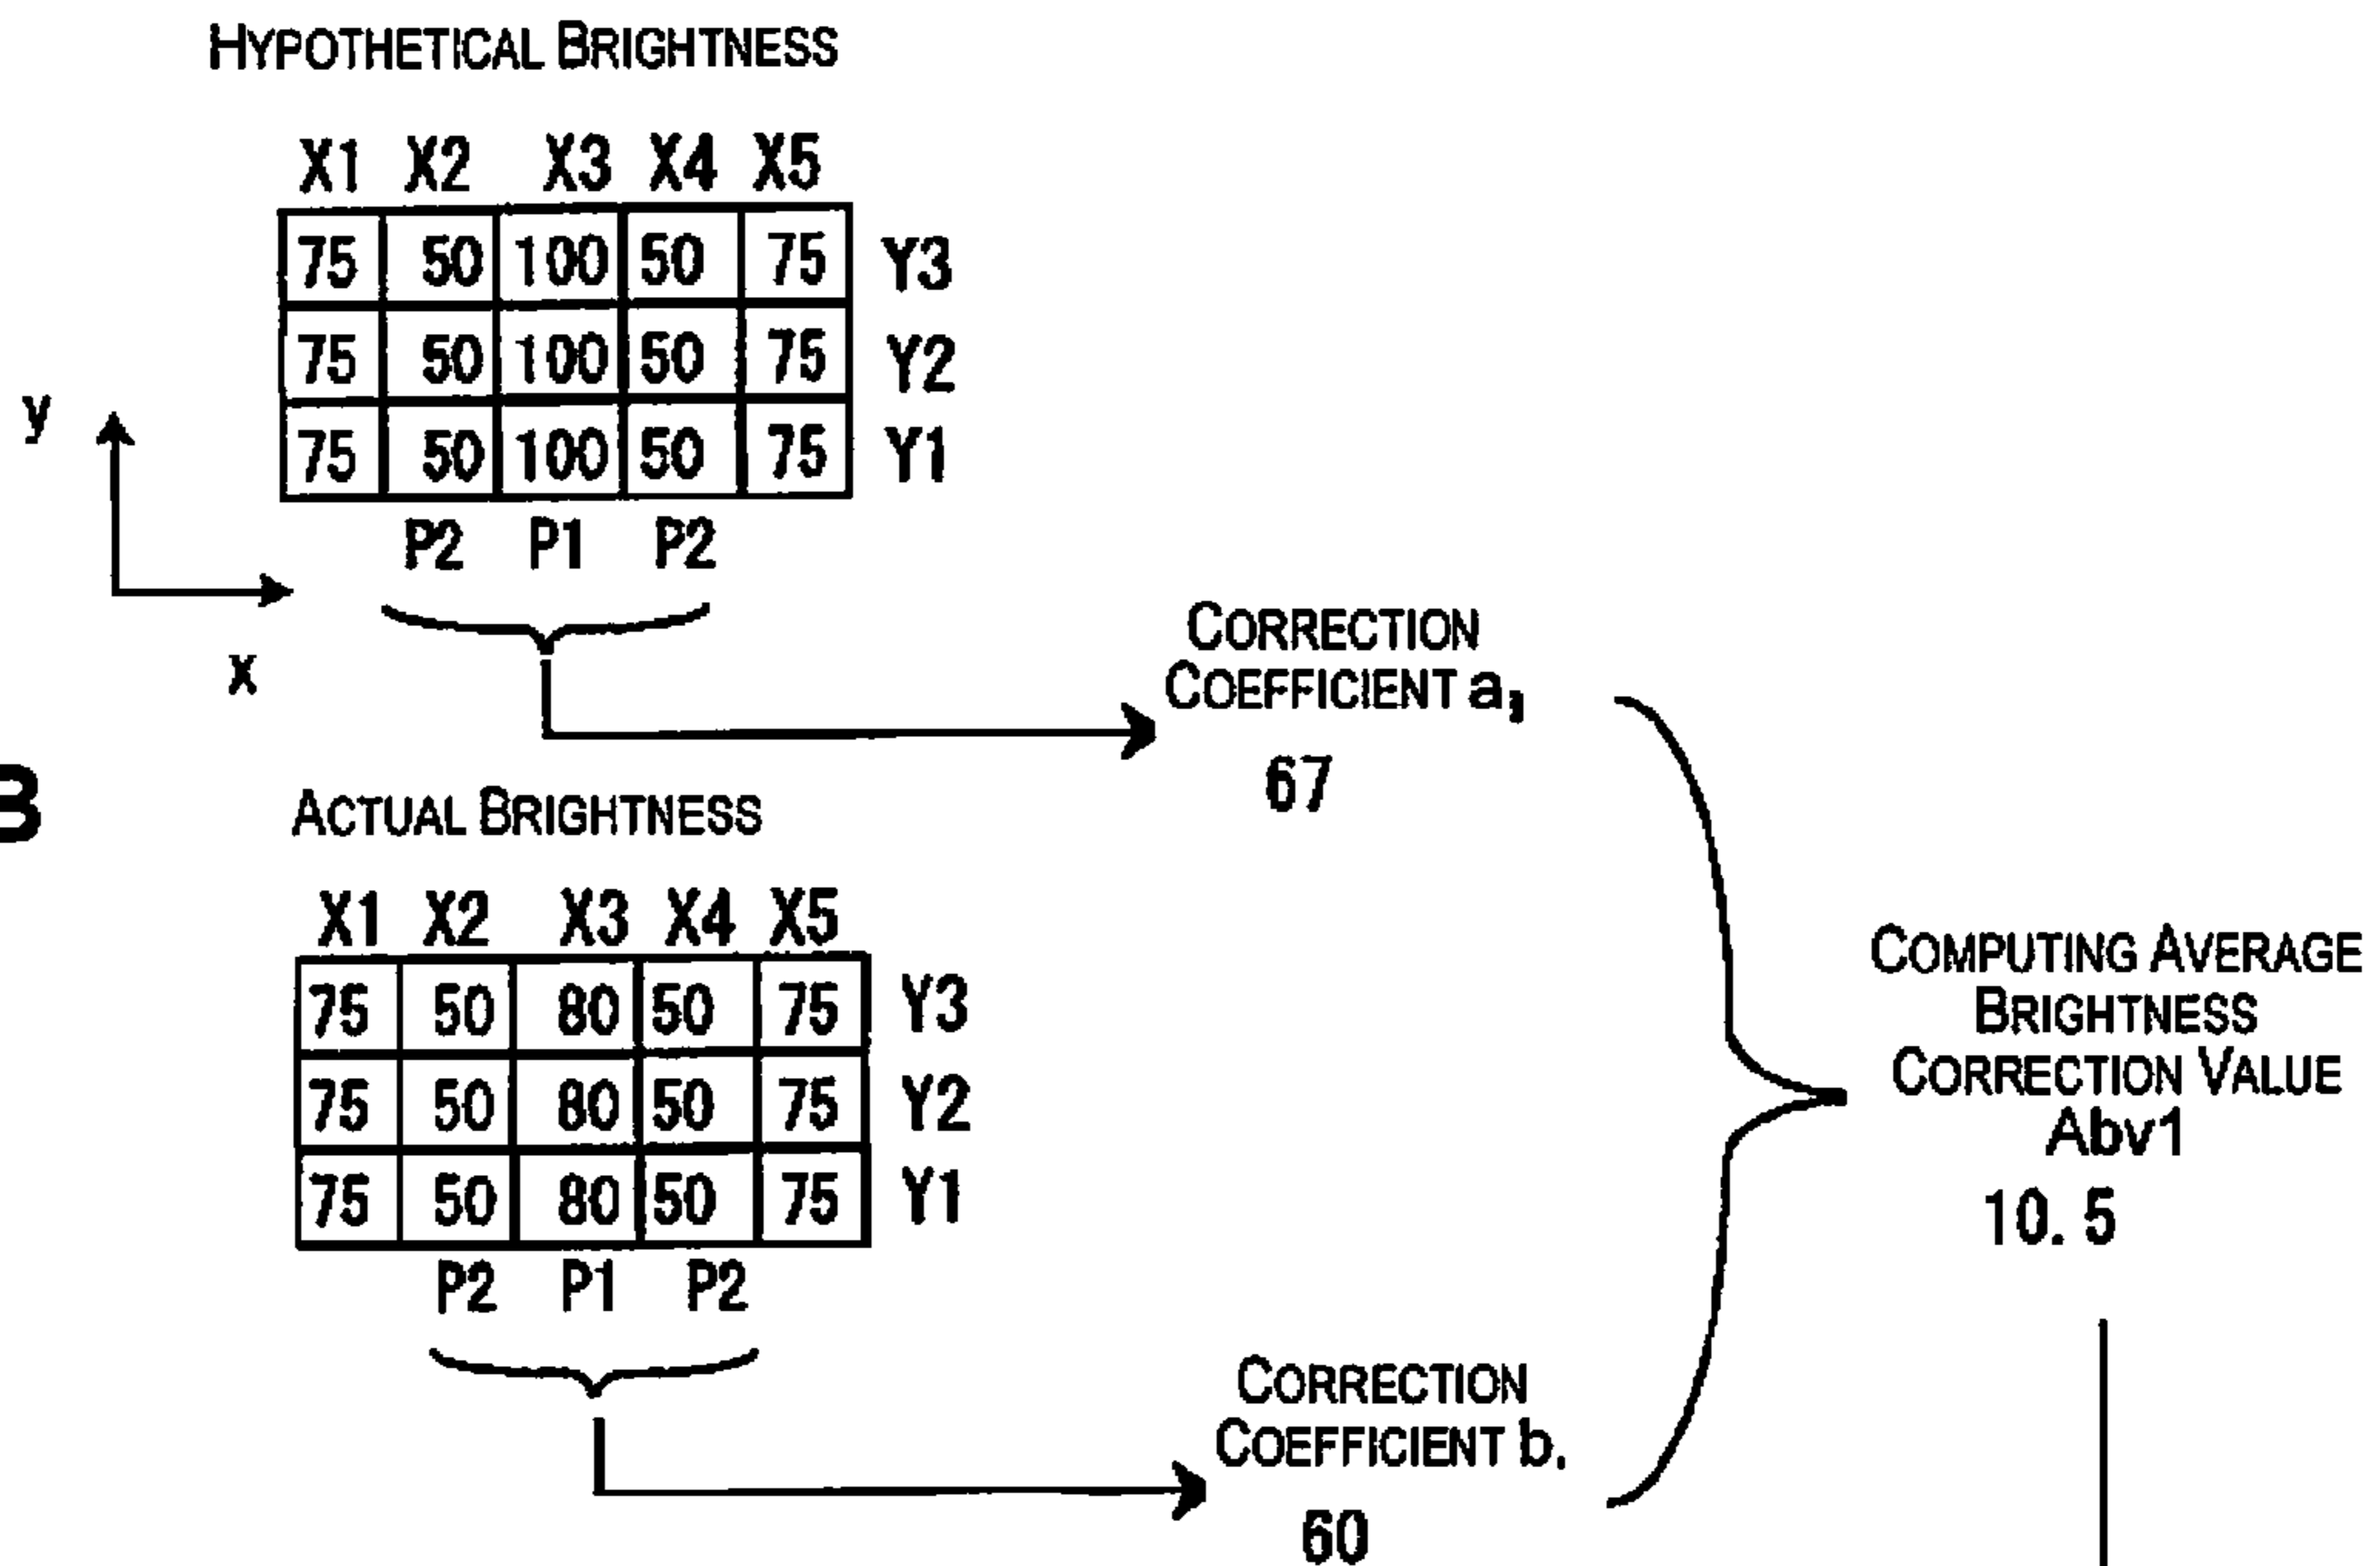 HYPOTHETICAL BRIGHTNESS
X1 X2 X3 X4 X5
75 50 100 50 75 Y3
75 50 100 50 75 Y2
75 50 100 50 75 Y1
P2 P1 P2
y
x
CORRECTION
COEFFICIENT a1
67
B
ACTUAL BRIGHTNESS
X1 X2 X3 X4 X5
75 50 80 50 75 Y3
75 50 80 50 75 Y2
75 50 80 50 75 Y1
P2 P1 P2
CORRECTION
COEFFICIENT b1
60
COMPUTING AVERAGE
BRIGHTNESS
CORRECTION VALUE
Abv1
10.5